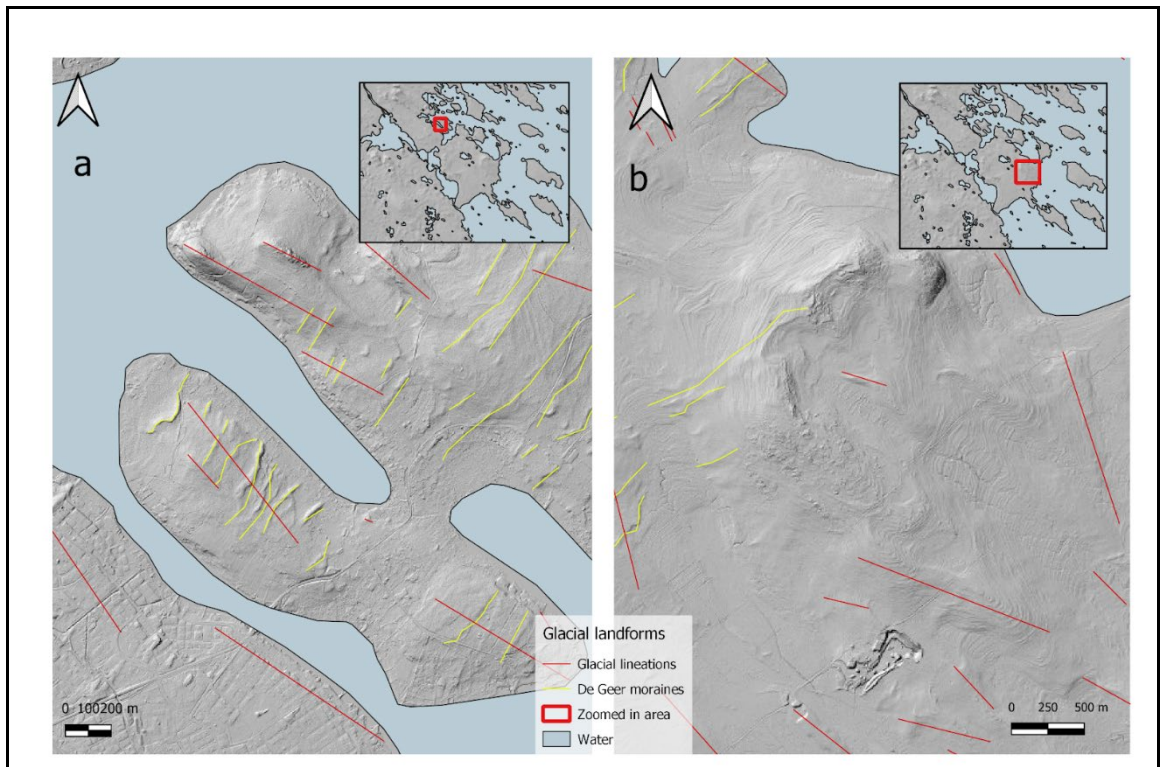 a
b
Glacial landforms
Glacial lineations
De Geer moraines
Zoomed in area
Water
0 100200 m
0 250 500 m